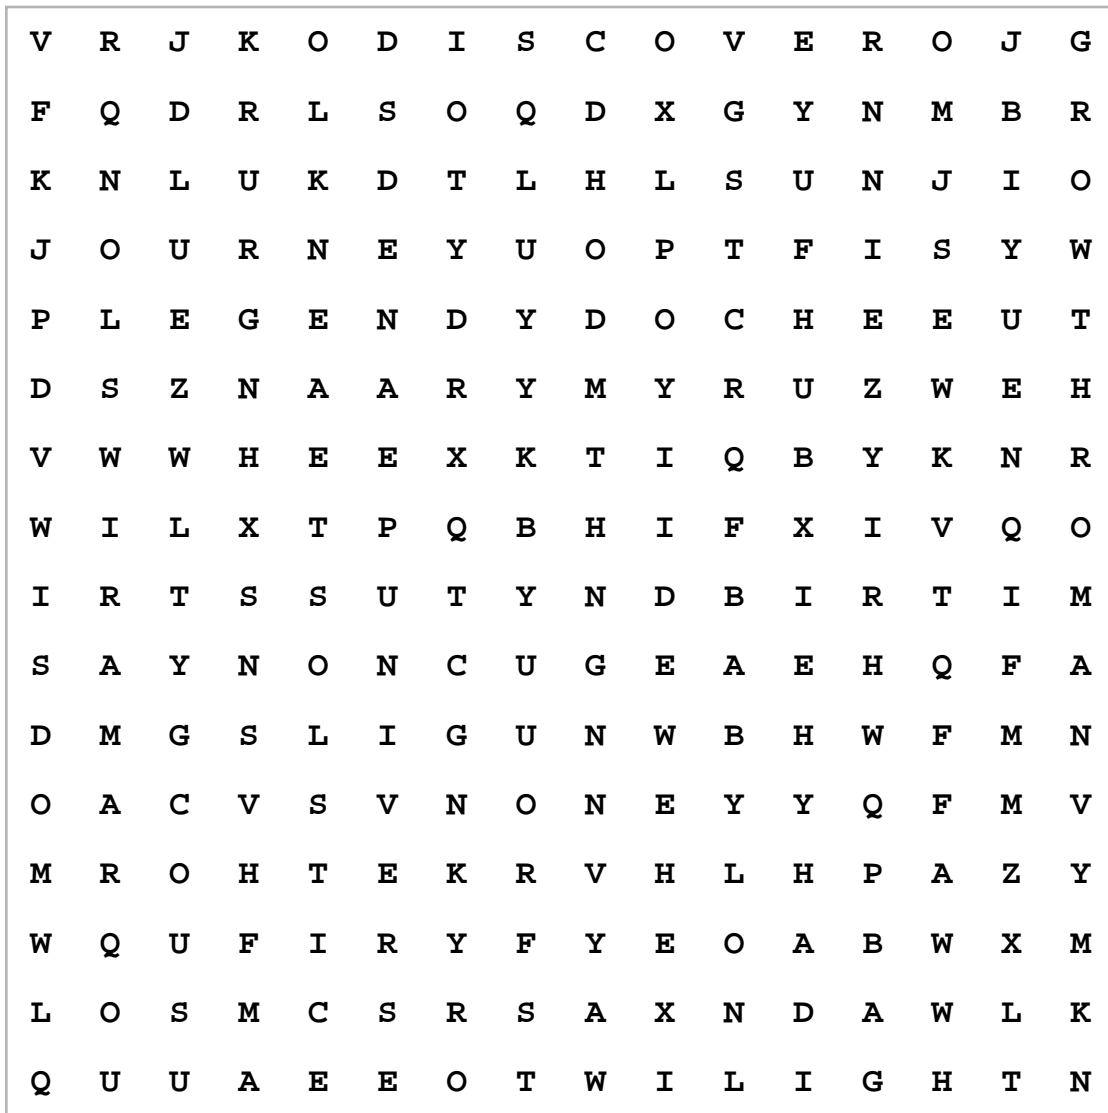 V R J K O D I S C O V E R O J G
F Q D R L S O Q D X G Y N M B R
K N L U K D T L H L S U N J I O
J O U R N E Y U O P T F I S Y W
P L E G E N D Y D O C H E E U T
D S Z N A A R Y M Y R U Z W E H
V W W H E E X K T I Q B Y K N R
W I L X T P Q B H I F X I V Q O
I R T S S U T Y N D B I R T I M
S A Y N O N C U G E A E H Q F A
D M G S L I G U N W B H W F M N
O A C V S V N O N E Y Y Q F M V
M R O H T E K R V H L H P A Z Y
W Q U F I R Y F Y E O A B W X M
L O S M C S R S A X N D A W L K
Q U U A E E O T W I L I G H T N